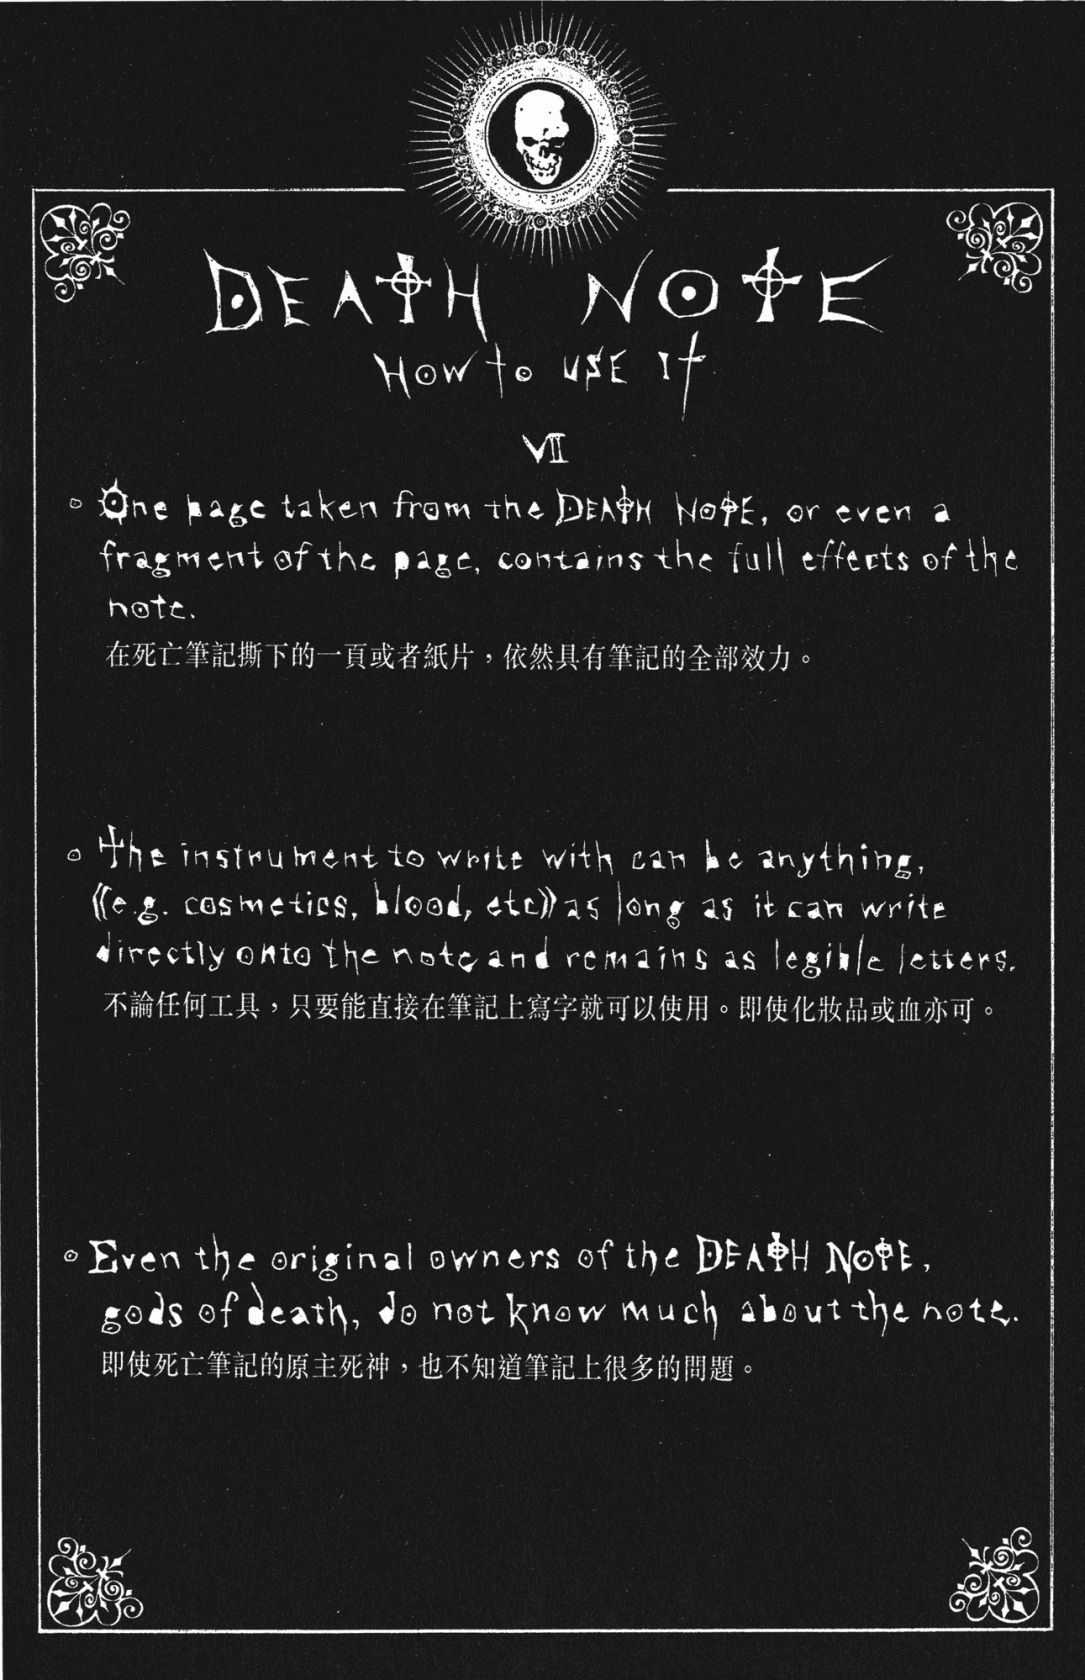 DEATH NOTE
HOW to USE It
VII
One page taken from the DEATH NOTE, or even a
fragment of the page, contains the full effects of the
note.
在死亡筆記撕下的一頁或者紙片，依然具有筆記的全部效力。
The instrument to write with can be anything,
((e.g. cosmetics, blood, etc)) as long as it can write
directly onto the note and remains as legible letters.
不論任何工具，只要能直接在筆記上寫字就可以使用。即使化妝品或血亦可。
Even the original owners of the DEATH NOTE,
gods of death, do not know much about the note.
即使死亡筆記的原主死神，也不知道筆記上很多的問題。